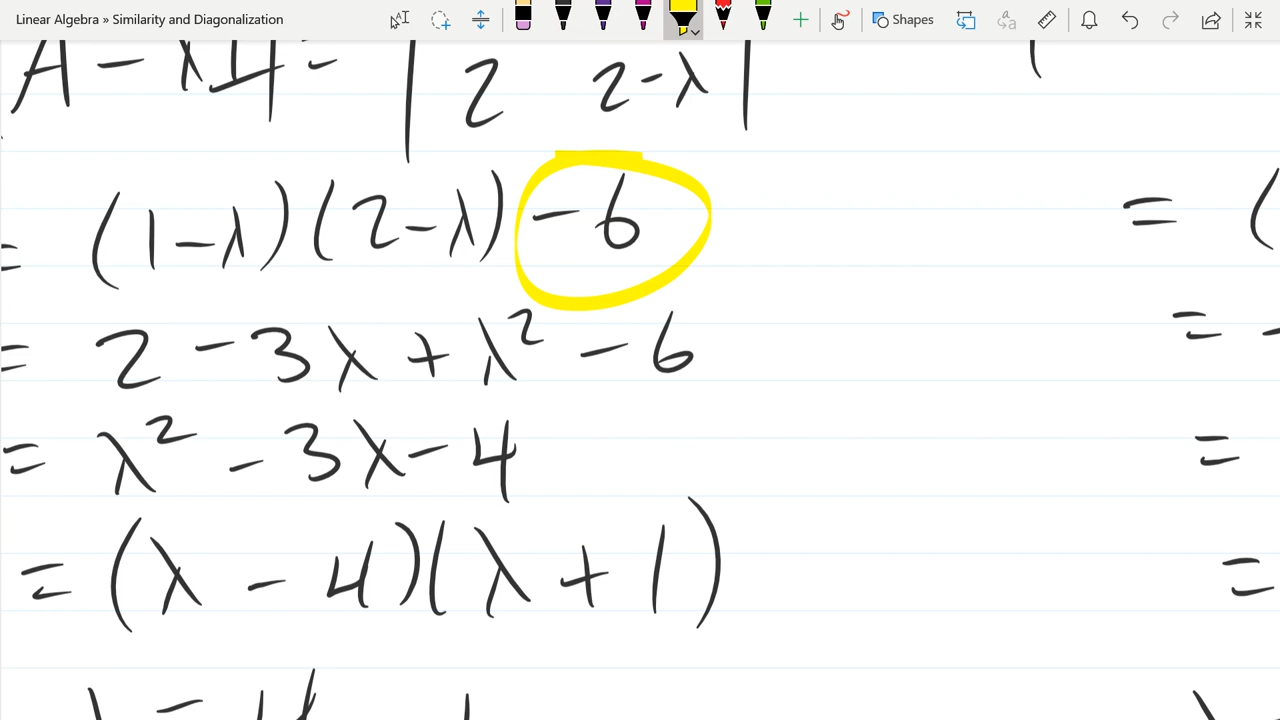 Linear Algebra » Similarity and Diagonalization
Shapes
A - λI =
2 2-λ
= (1-λ)(2-λ) -6
= 2 - 3λ + λ² - 6
= λ² - 3λ - 4
= (λ - 4)(λ + 1)
= (
=
=
=